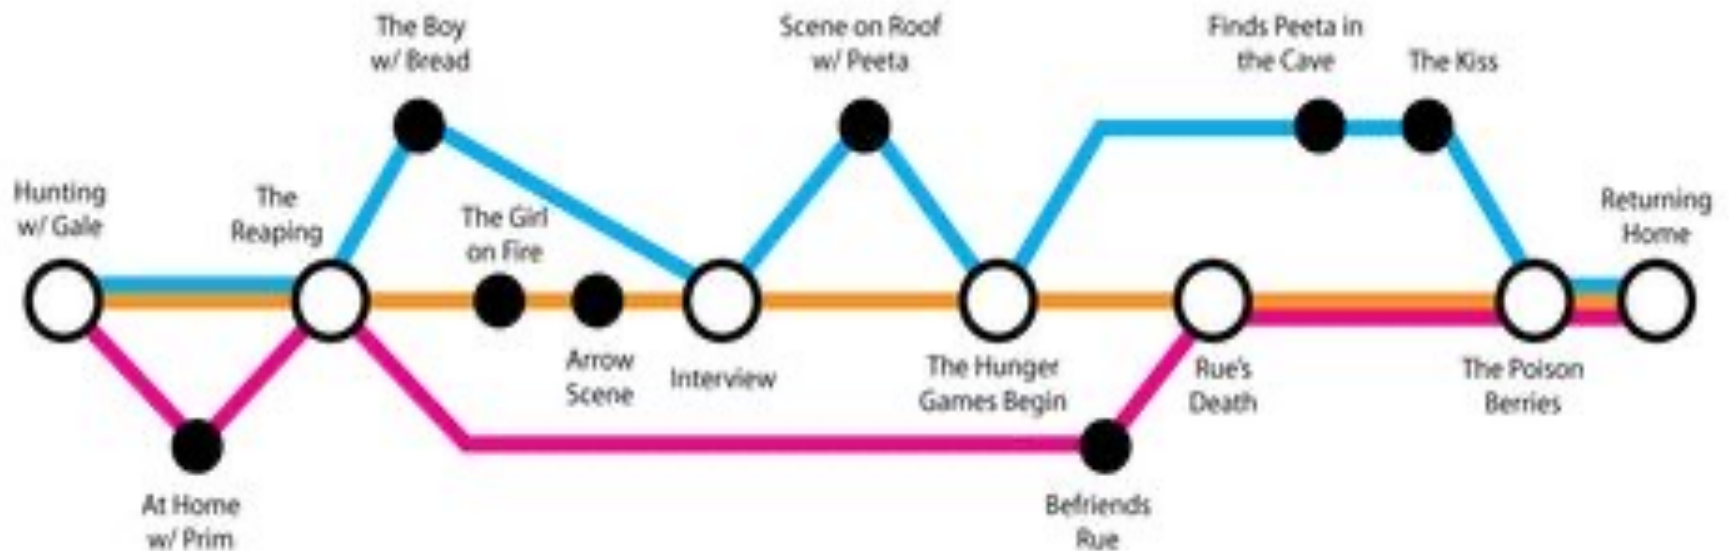 The Boy
w/ Bread
Scene on Roof
w/ Peeta
Finds Peeta in
the Cave
The Kiss
Hunting
w/ Gale
The
Reaping
The Girl
on Fire
Returning
Home
Arrow
Scene
Interview
The Hunger
Games Begin
Rue's
Death
The Poison
Berries
At Home
w/ Prim
Befriends
Rue